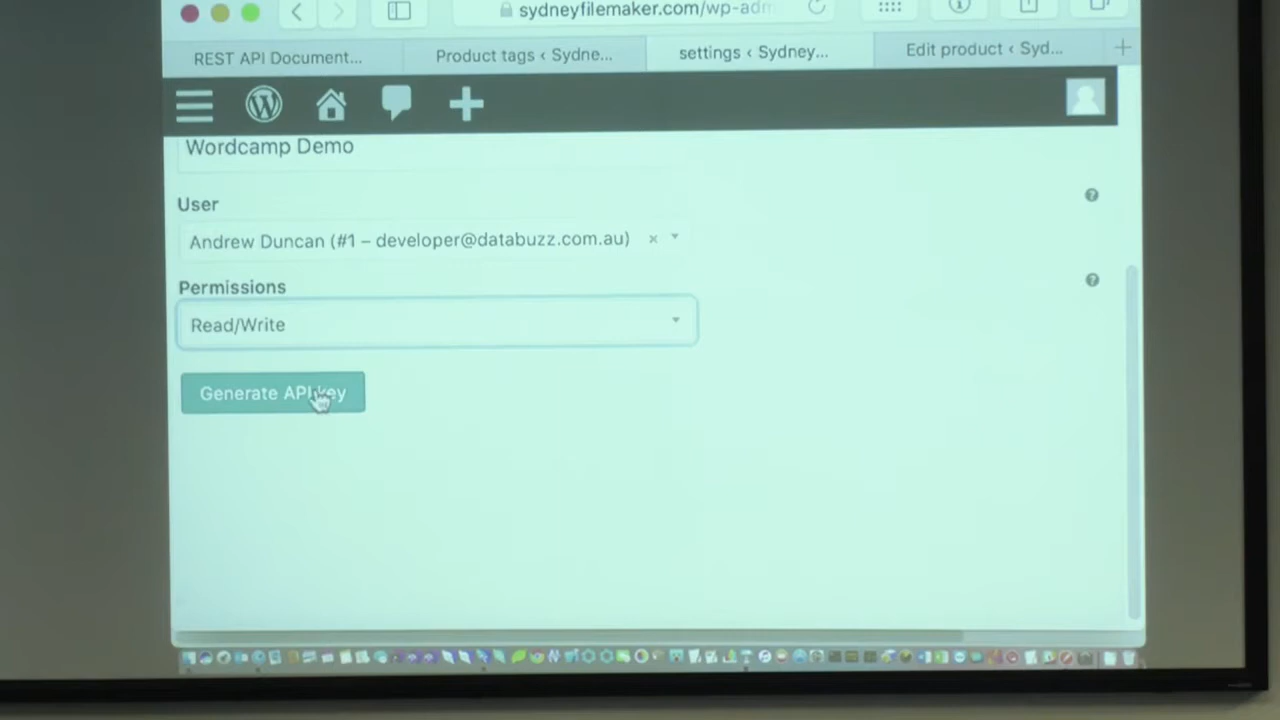 sydneyfilemaker.com/wp-adm
REST API Document...
Product tags ‹ Sydne...
settings ‹ Sydney...
Edit product ‹ Syd...
Wordcamp Demo
User
Andrew Duncan (#1 – developer@databuzz.com.au)
Permissions
Read/Write
Generate API key